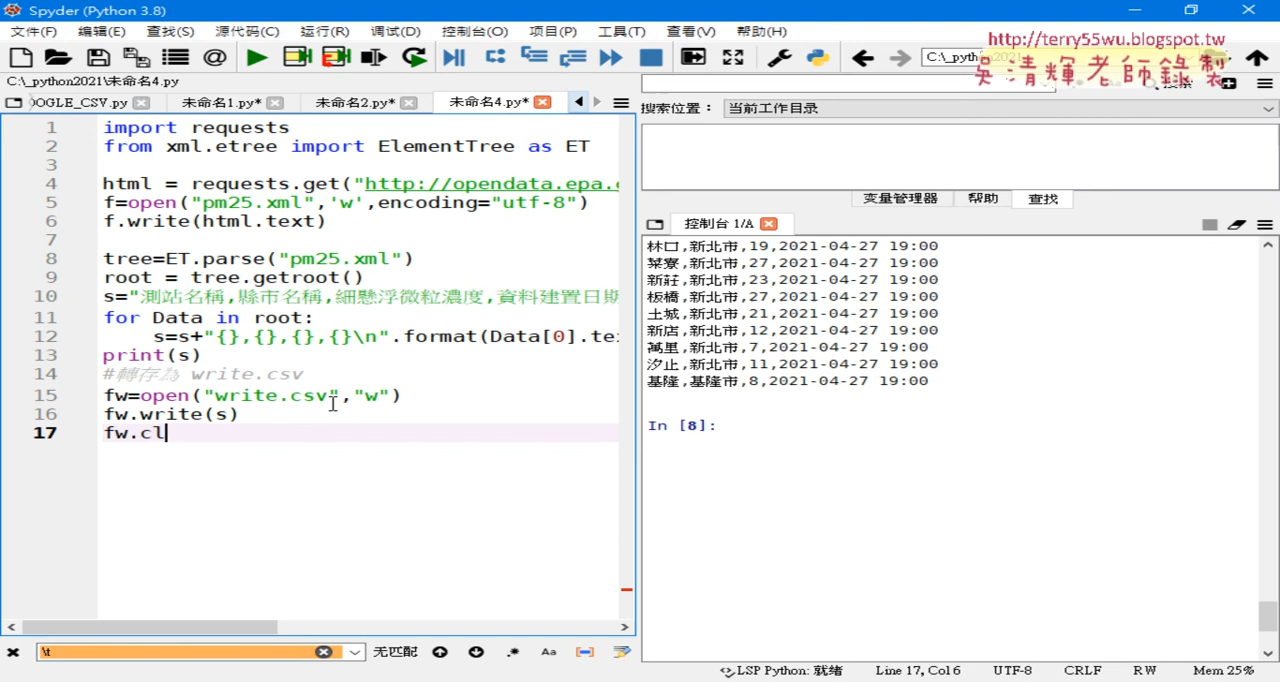 Spyder (Python 3.8)
文件(F) 编辑(E) 查找(S) 源代码(C) 运行(R) 调试(D) 控制台(O) 项目(P) 工具(T) 查看(V) 帮助(H)
http://terry55wu.blogspot.tw
吳清輝老師錄製
C:\_python2021\未命名4.py
OOGLE_CSV.py 未命名1.py* 未命名2.py* 未命名4.py*
搜索位置： 当前工作目录
变量管理器 帮助 查找
控制台 1/A
1 import requests
2 from xml.etree import ElementTree as ET
3
4 html = requests.get("http://opendata.epa.
5 f=open("pm25.xml",'w',encoding="utf-8")
6 f.write(html.text)
7
8 tree=ET.parse("pm25.xml")
9 root = tree.getroot()
10 s="測站名稱,縣市名稱,細懸浮微粒濃度,資料建置日期
11 for Data in root:
12 s=s+"{},{},{},{}\n".format(Data[0].te
13 print(s)
14 #轉存為 write.csv
15 fw=open("write.csv","w")
16 fw.write(s)
17 fw.cl
林口,新北市,19,2021-04-27 19:00
菜寮,新北市,27,2021-04-27 19:00
新莊,新北市,23,2021-04-27 19:00
板橋,新北市,27,2021-04-27 19:00
土城,新北市,21,2021-04-27 19:00
新店,新北市,12,2021-04-27 19:00
萬里,新北市,7,2021-04-27 19:00
汐止,新北市,11,2021-04-27 19:00
基隆,基隆市,8,2021-04-27 19:00
In [8]:
\t 无匹配 .* Aa
LSP Python: 就绪 Line 17, Col 6 UTF-8 CRLF RW Mem 25%